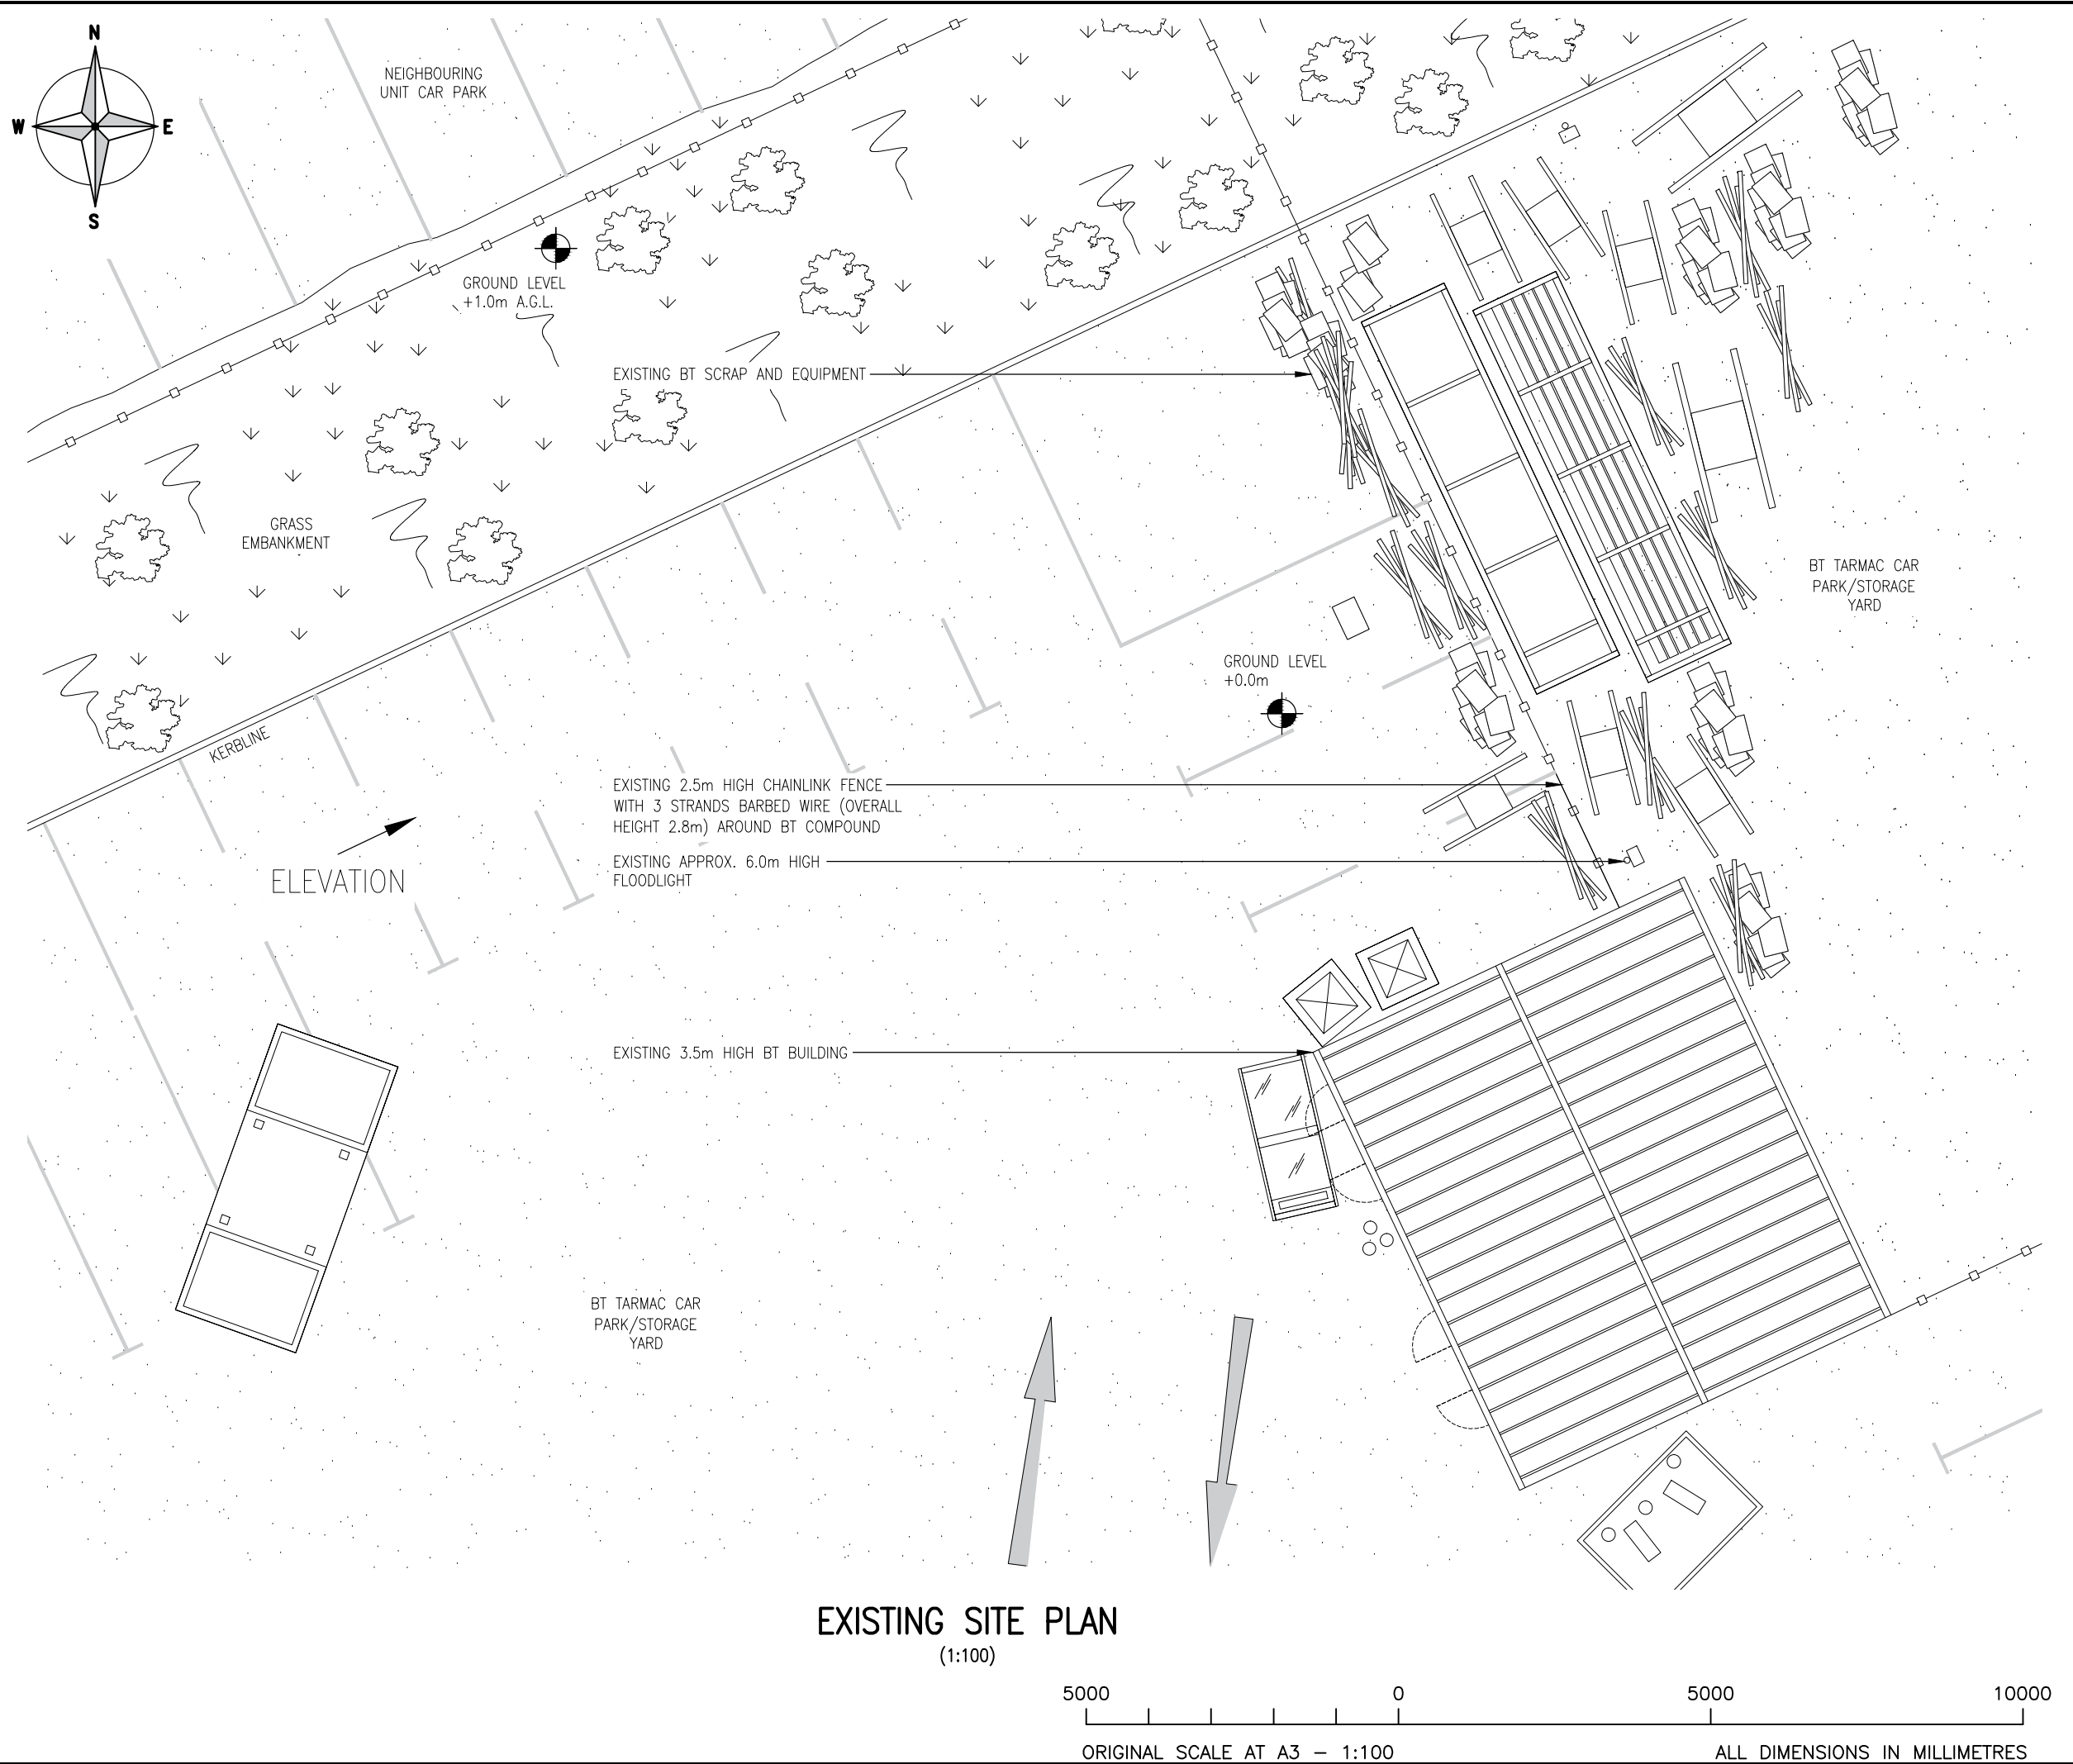 N
W
E
S
NEIGHBOURING
UNIT CAR PARK
GROUND LEVEL
+1.0m A.G.L.
EXISTING BT SCRAP AND EQUIPMENT
GRASS
EMBANKMENT
BT TARMAC CAR
PARK/STORAGE
YARD
GROUND LEVEL
+0.0m
KERBLINE
EXISTING 2.5m HIGH CHAINLINK FENCE
WITH 3 STRANDS BARBED WIRE (OVERALL
HEIGHT 2.8m) AROUND BT COMPOUND
EXISTING APPROX. 6.0m HIGH
FLOODLIGHT
ELEVATION
EXISTING 3.5m HIGH BT BUILDING
BT TARMAC CAR
PARK/STORAGE
YARD
EXISTING SITE PLAN
(1:100)
5000 0 5000 10000
ORIGINAL SCALE AT A3 - 1:100
ALL DIMENSIONS IN MILLIMETRES